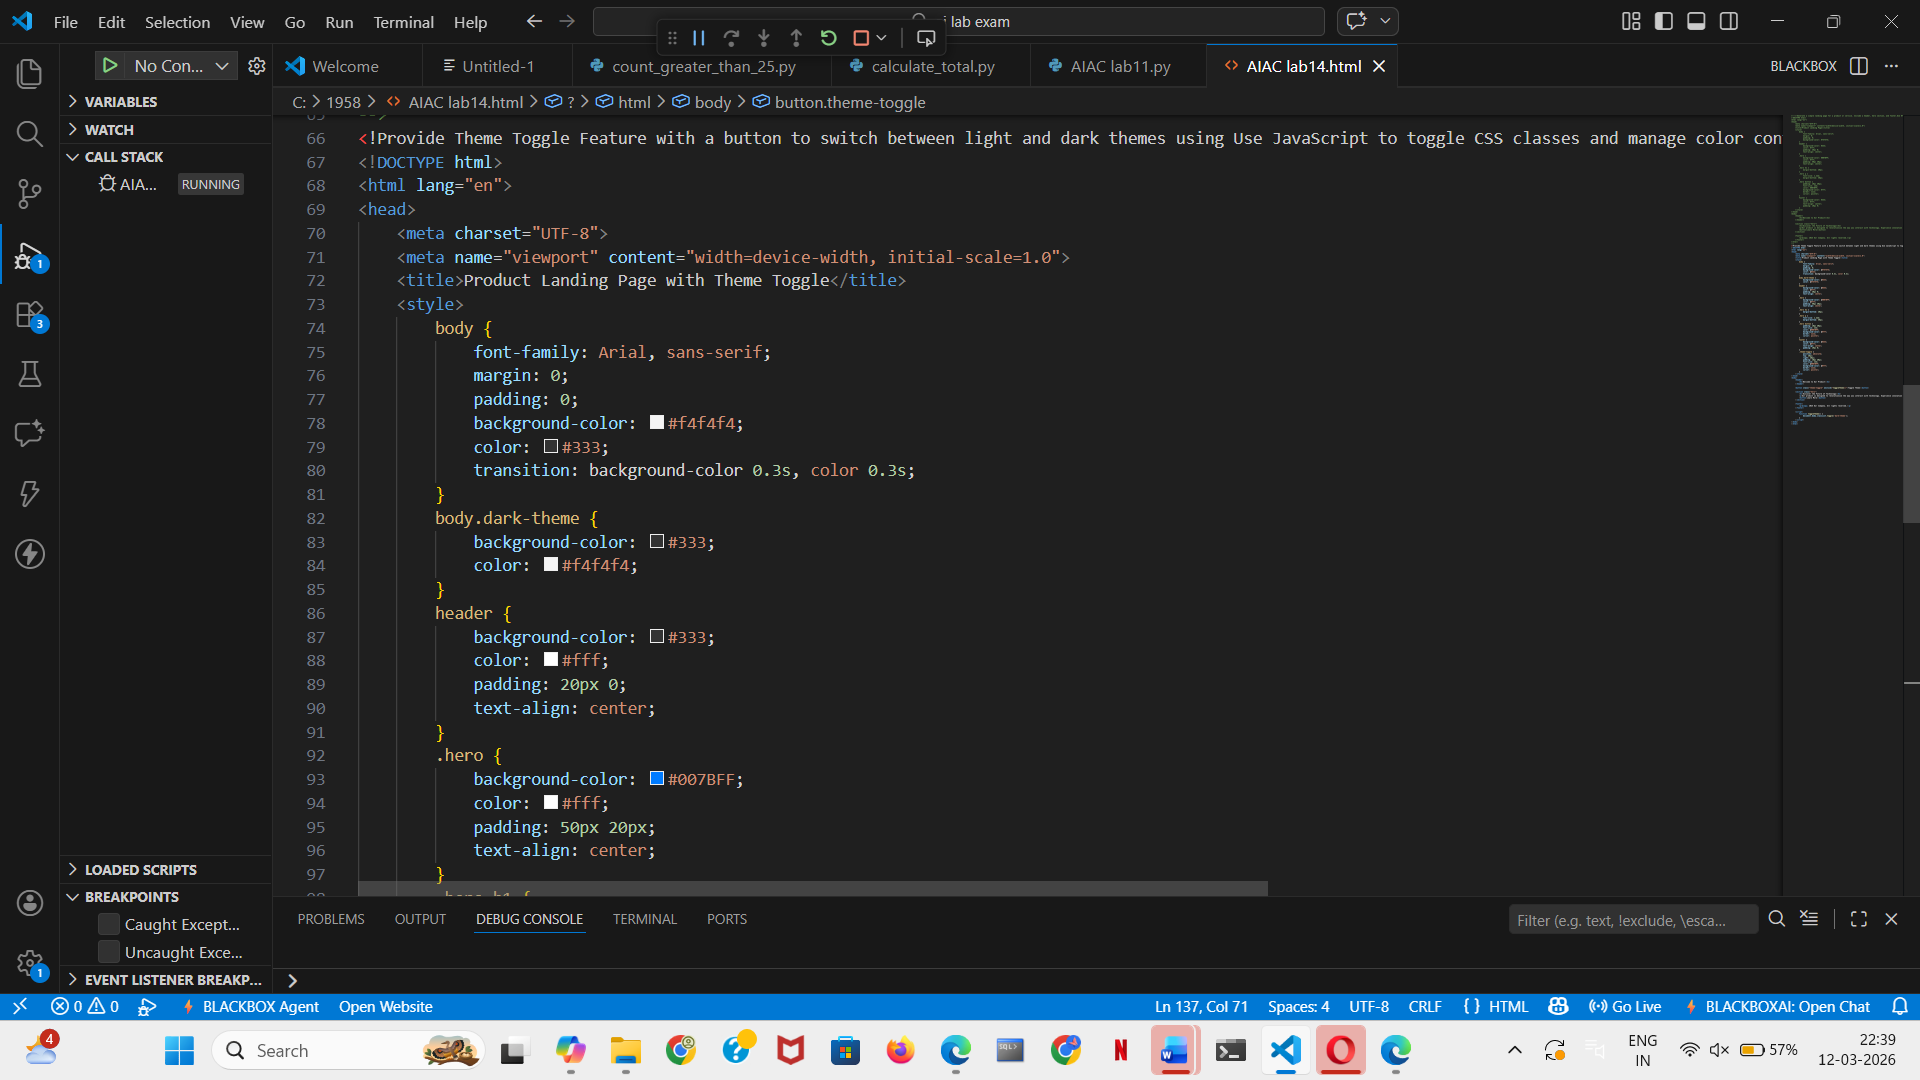 File Edit Selection View Go Run Terminal Help
i lab exam
No Con...
Welcome
Untitled-1
count_greater_than_25.py
calculate_total.py
AIAC lab11.py
AIAC lab14.html
BLACKBOX
VARIABLES
WATCH
CALL STACK
AIA... RUNNING
C: > 1958 > AIAC lab14.html > ? > html > body > button.theme-toggle
66 <!Provide Theme Toggle Feature with a button to switch between light and dark themes using Use JavaScript to toggle CSS classes and manage color con
67 <!DOCTYPE html>
68 <html lang="en">
69 <head>
70 <meta charset="UTF-8">
71 <meta name="viewport" content="width=device-width, initial-scale=1.0">
72 <title>Product Landing Page with Theme Toggle</title>
73 <style>
74 body {
75 font-family: Arial, sans-serif;
76 margin: 0;
77 padding: 0;
78 background-color: #f4f4f4;
79 color: #333;
80 transition: background-color 0.3s, color 0.3s;
81 }
82 body.dark-theme {
83 background-color: #333;
84 color: #f4f4f4;
85 }
86 header {
87 background-color: #333;
88 color: #fff;
89 padding: 20px 0;
90 text-align: center;
91 }
92 .hero {
93 background-color: #007BFF;
94 color: #fff;
95 padding: 50px 20px;
96 text-align: center;
97 }
LOADED SCRIPTS
BREAKPOINTS
Caught Except...
Uncaught Exce...
EVENT LISTENER BREAKP...
PROBLEMS OUTPUT DEBUG CONSOLE TERMINAL PORTS
Filter (e.g. text, !exclude, \esca...
0 0 BLACKBOX Agent Open Website
Ln 137, Col 71 Spaces: 4 UTF-8 CRLF { } HTML Go Live BLACKBOXAI: Open Chat
1
3
1
4
Search
ENG
IN
57%
22:39
12-03-2026